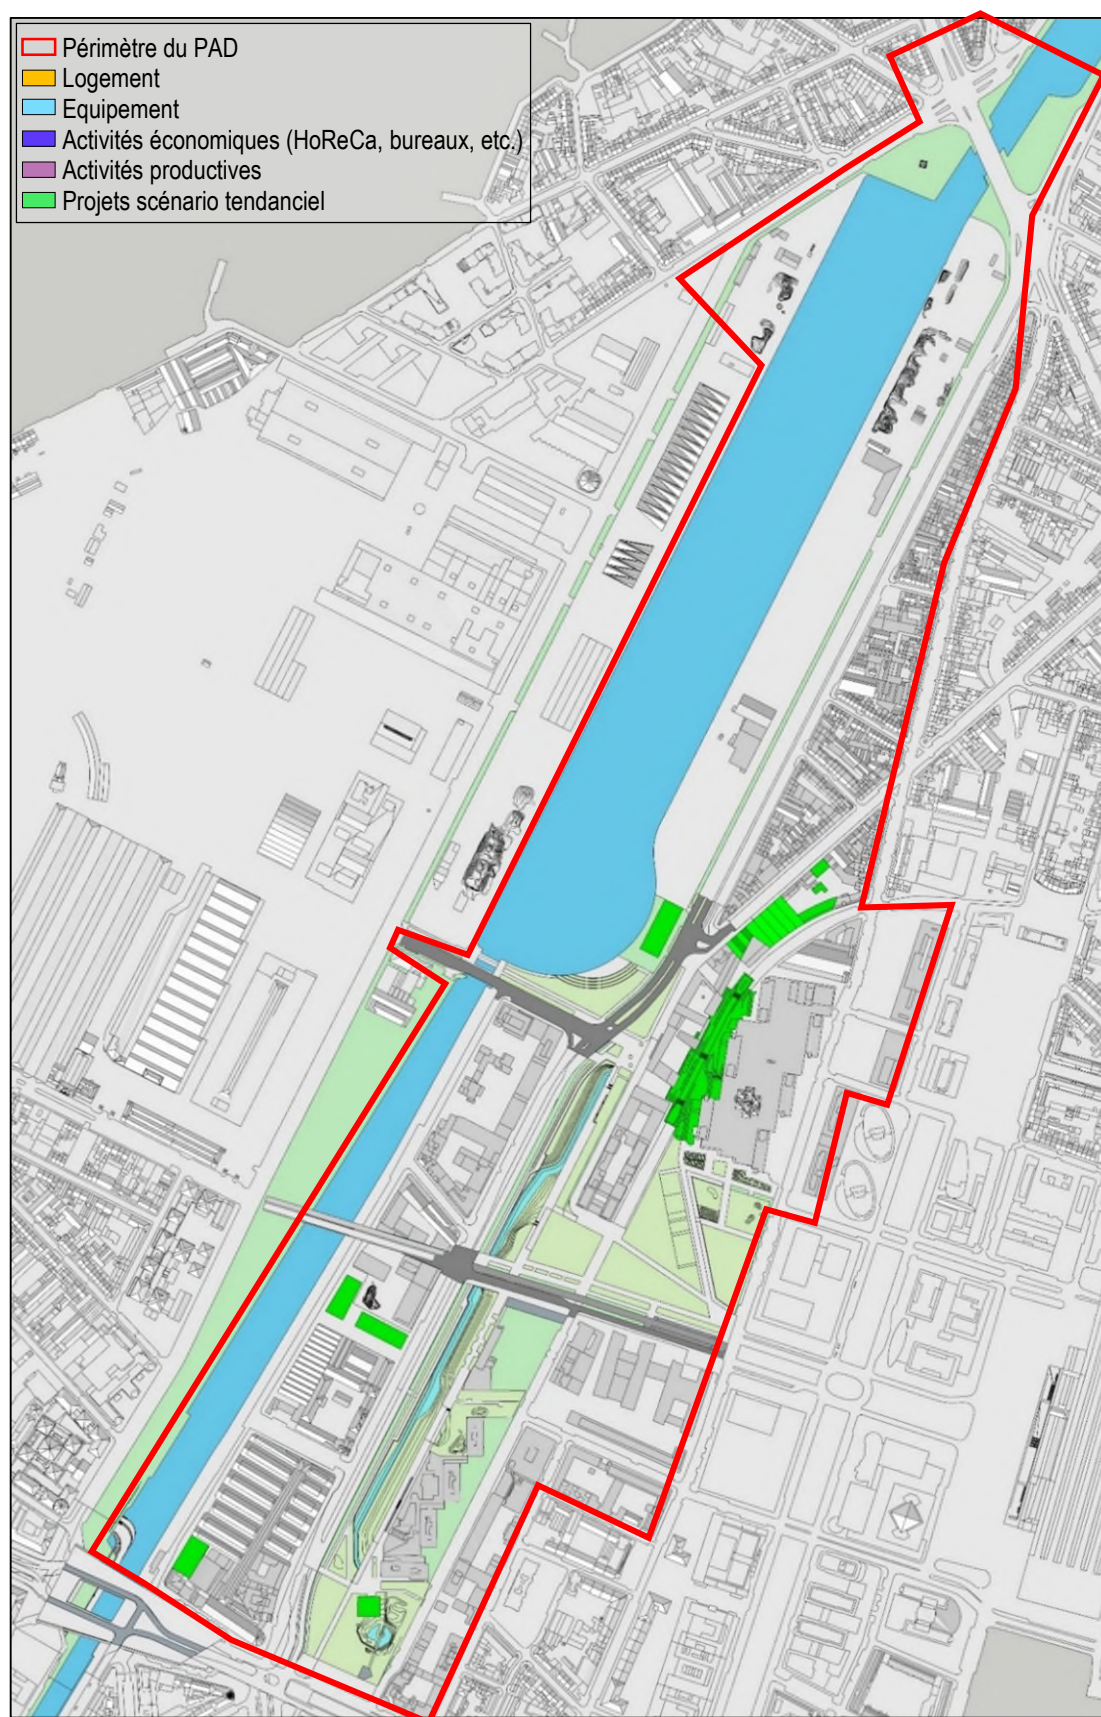 Périmètre du PAD
Logement
Equipement
Activités économiques (HoReCa, bureaux, etc.)
Activités productives
Projets scénario tendanciel